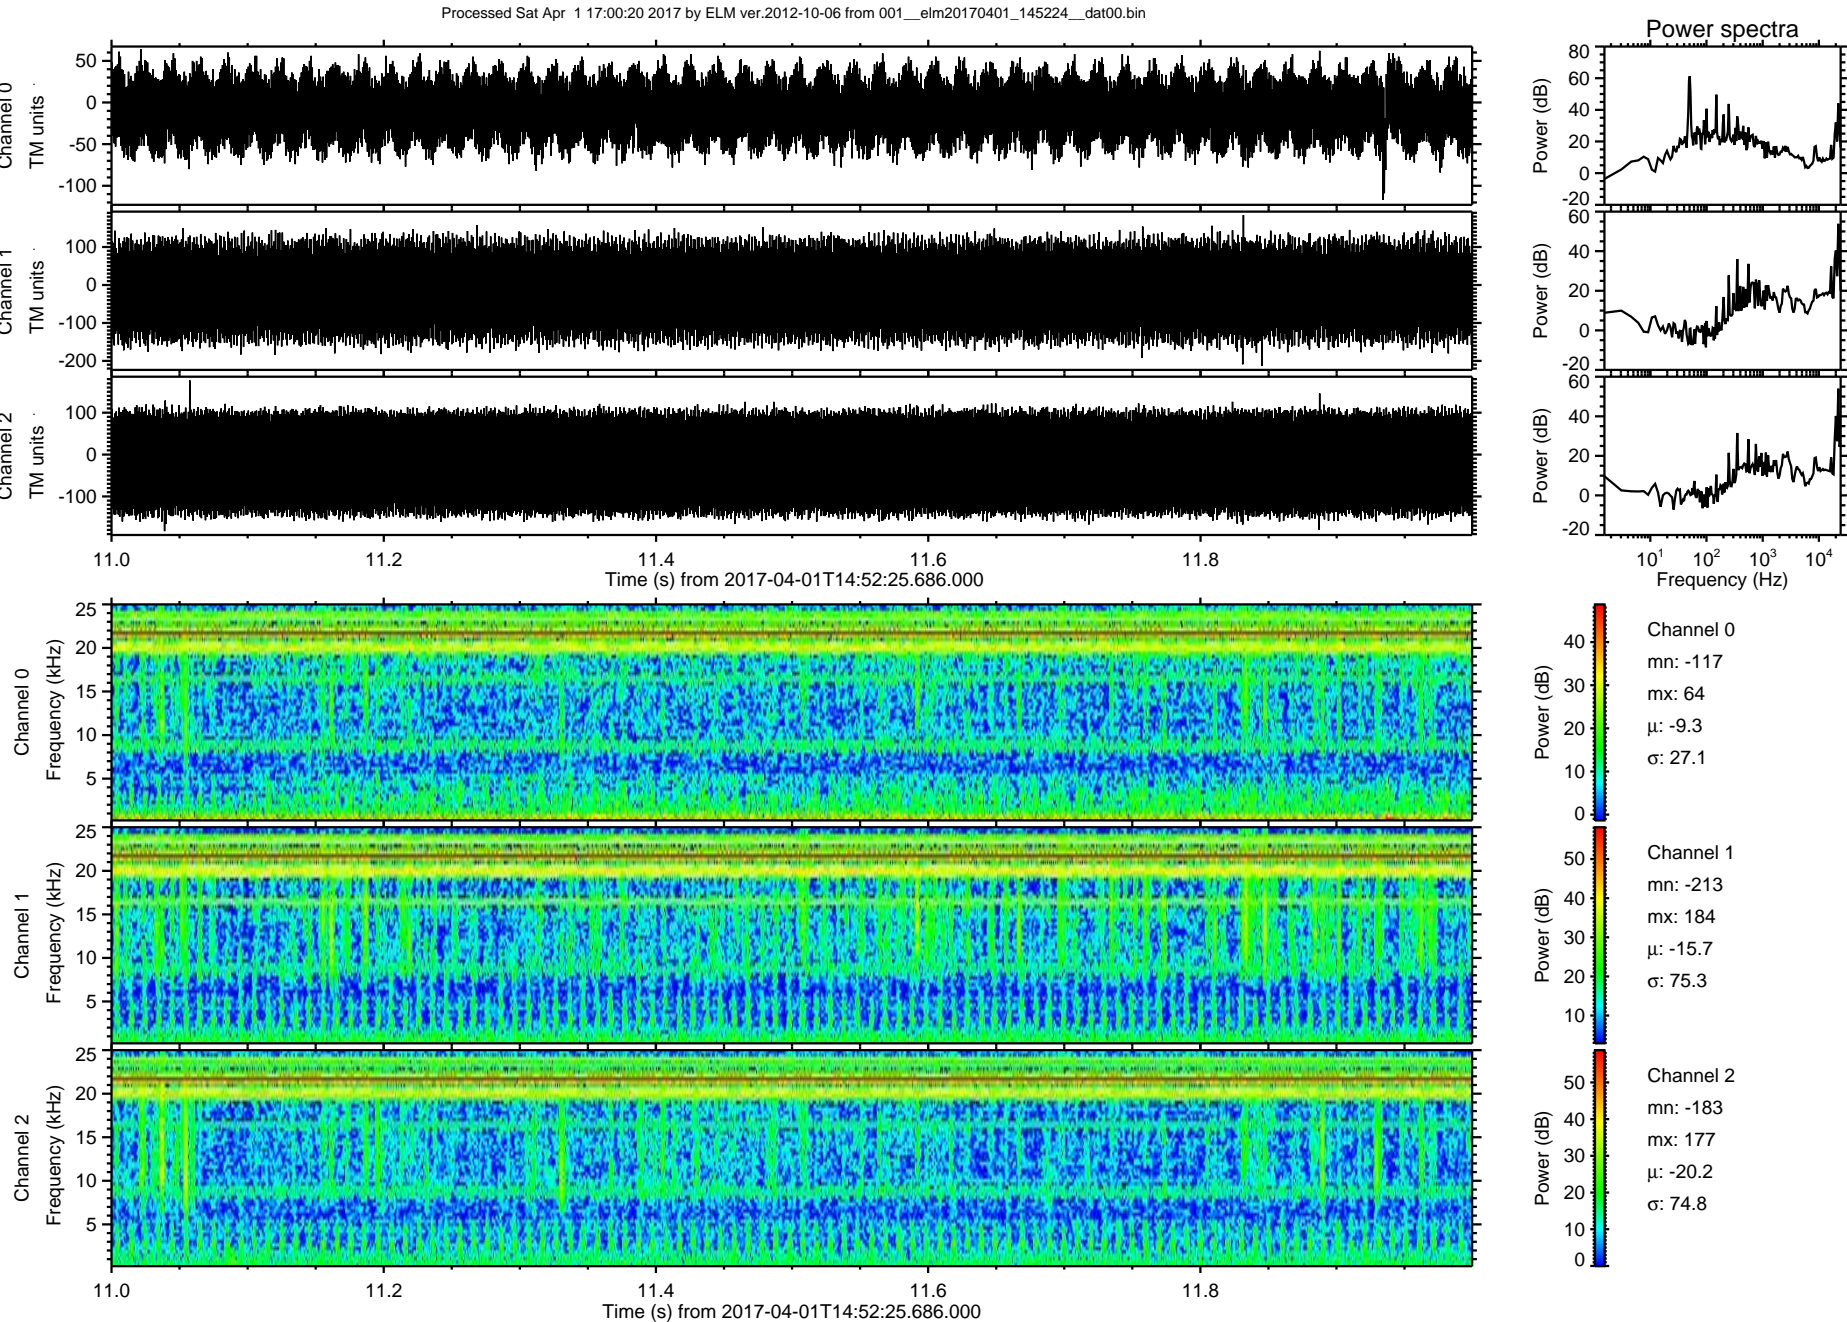 Processed Sat Apr 1 17:00:20 2017 by ELM ver.2012-10-06 from 001__elm20170401_145224__dat00.bin
Power spectra
Channel 0
TM units
50
0
-50
-100
Power (dB)
80
60
40
20
0
-20
Channel 1
TM units
100
0
-100
-200
Power (dB)
60
40
20
0
-20
Channel 2
TM units
100
0
-100
Power (dB)
60
40
20
0
-20
11.0 11.2 11.4 11.6 11.8
Time (s) from 2017-04-01T14:52:25.686.000
10^1 10^2 10^3 10^4
Frequency (Hz)
Channel 0
Frequency (kHz)
25
20
15
10
5
Power (dB)
40
30
20
10
0
Channel 0
mn: -117
mx: 64
μ: -9.3
σ: 27.1
Channel 1
Frequency (kHz)
25
20
15
10
5
Power (dB)
50
40
30
20
10
Channel 1
mn: -213
mx: 184
μ: -15.7
σ: 75.3
Channel 2
Frequency (kHz)
25
20
15
10
5
Power (dB)
50
40
30
20
10
0
Channel 2
mn: -183
mx: 177
μ: -20.2
σ: 74.8
11.0 11.2 11.4 11.6 11.8
Time (s) from 2017-04-01T14:52:25.686.000